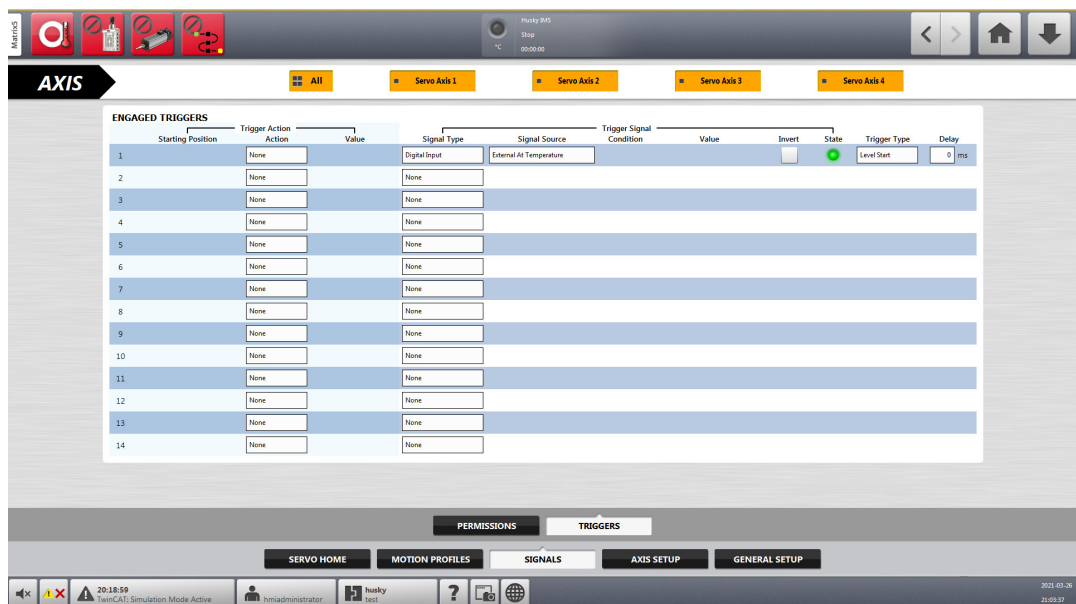 Matrix5
Husky IMS
Stop
°C 00:00:00
AXIS
All
Servo Axis 1
Servo Axis 2
Servo Axis 3
Servo Axis 4
ENGAGED TRIGGERS
Trigger Action Trigger Signal
Starting Position Action Value Signal Type Signal Source Condition Value Invert State Trigger Type Delay
1 None Digital Input External At Temperature Level Start 0 ms
2 None None
3 None None
4 None None
5 None None
6 None None
7 None None
8 None None
9 None None
10 None None
11 None None
12 None None
13 None None
14 None None
PERMISSIONS TRIGGERS
SERVO HOME MOTION PROFILES SIGNALS AXIS SETUP GENERAL SETUP
20:18:59
TwinCAT: Simulation Mode Active
hmiadministrator
husky
test
?
2021-03-26
21:03:37